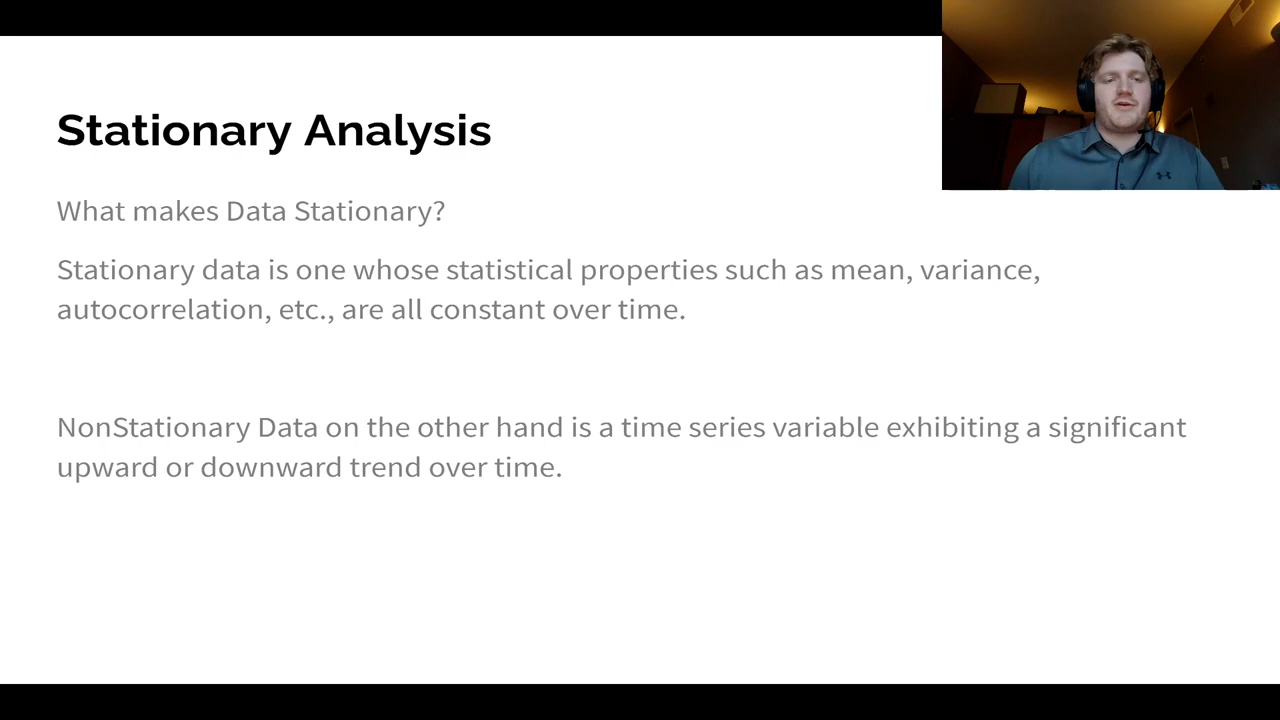 Stationary Analysis
What makes Data Stationary?
Stationary data is one whose statistical properties such as mean, variance,
autocorrelation, etc., are all constant over time.
NonStationary Data on the other hand is a time series variable exhibiting a significant
upward or downward trend over time.